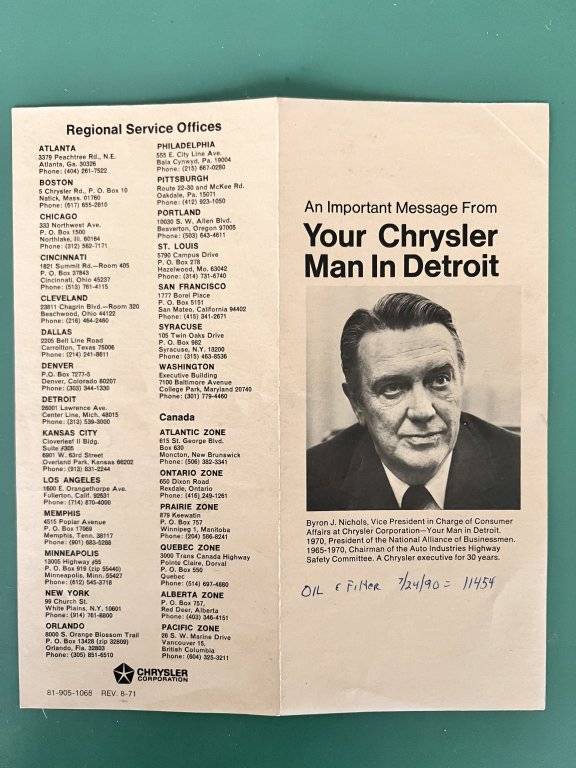 Regional Service Offices
ATLANTA
3379 Peachtree Rd., N.E.
Atlanta, Ga. 30326
Phone: (404) 261-7522
BOSTON
5 Chrysler Rd., P. O. Box 10
Natick, Mass. 01760
Phone: (617) 655-2610
CHICAGO
333 Northwest Ave.
P. O. Box 1500
Northlake, Ill. 60164
Phone: (312) 562-7171
CINCINNATI
1821 Summit Rd.—Room 405
P. O. Box 37843
Cincinnati, Ohio 45237
Phone: (513) 761-4115
CLEVELAND
23811 Chagrin Blvd.—Room 320
Beachwood, Ohio 44122
Phone: (216) 464-2460
DALLAS
2205 Belt Line Road
Carrollton, Texas 75006
Phone: (214) 241-8611
DENVER
P.O. Box 7277-5
Denver, Colorado 80207
Phone: (303) 344-1330
DETROIT
26001 Lawrence Ave.
Center Line, Mich. 48015
Phone: (313) 539-3000
KANSAS CITY
Cloverleaf II Bldg.
Suite #305
6901 W. 63rd Street
Overland Park, Kansas 66202
Phone: (913) 831-2244
LOS ANGELES
1600 E. Orangethorpe Ave.
Fullerton, Calif. 92631
Phone: (714) 870-4000
MEMPHIS
4515 Poplar Avenue
P. O. Box 17069
Memphis, Tenn. 38117
Phone: (901) 683-5288
MINNEAPOLIS
13005 Highway #55
P. O. Box 919 (zip 55440)
Minneapolis, Minn. 55427
Phone: (612) 545-3716
NEW YORK
99 Church St.
White Plains, N.Y. 10601
Phone: (914) 761-6800
ORLANDO
8000 S. Orange Blossom Trail
P. O. Box 13428 (zip 32809)
Orlando, Fla. 32803
Phone: (305) 851-6510
PHILADELPHIA
555 E. City Line Ave.
Bala Cynwyd, Pa. 19004
Phone: (215) 667-0260
PITTSBURGH
Route 22-30 and McKee Rd.
Oakdale, Pa. 15071
Phone: (412) 923-1050
PORTLAND
10030 S. W. Allen Blvd.
Beaverton, Oregon 97005
Phone: (503) 643-4611
ST. LOUIS
5790 Campus Drive
P. O. Box 278
Hazelwood, Mo. 63042
Phone: (314) 731-6740
SAN FRANCISCO
1777 Borel Place
P. O. Box 5151
San Mateo, California 94402
Phone: (415) 341-2671
SYRACUSE
105 Twin Oaks Drive
P. O. Box 982
Syracuse, N.Y. 13200
Phone: (315) 463-8536
WASHINGTON
Executive Building
7100 Baltimore Avenue
College Park, Maryland 20740
Phone: (301) 779-4460
Canada
ATLANTIC ZONE
615 St. George Blvd.
Box 630
Moncton, New Brunswick
Phone: (506) 382-3341
ONTARIO ZONE
650 Dixon Road
Rexdale, Ontario
Phone: (416) 249-1261
PRAIRIE ZONE
879 Keewatin
P. O. Box 757
Winnipeg 1, Manitoba
Phone: (204) 586-8241
QUEBEC ZONE
3000 Trans Canada Highway
Pointe Claire, Dorval
P. O. Box 550
Quebec
Phone: (514) 697-4880
ALBERTA ZONE
P. O. Box 757,
Red Deer, Alberta
Phone: (403) 346-4151
PACIFIC ZONE
26 S. W. Marine Drive
Vancouver 15,
British Columbia
Phone: (604) 325-3211
CHRYSLER
CORPORATION
81-905-1068 REV. 8-71
An Important Message From
Your Chrysler
Man In Detroit
Byron J. Nichols, Vice President in Charge of Consumer
Affairs at Chrysler Corporation—Your Man in Detroit.
1970, President of the National Alliance of Businessmen.
1965-1970, Chairman of the Auto Industries Highway
Safety Committee. A Chrysler executive for 30 years.
OIL & Filter 7/24/90 = 11454